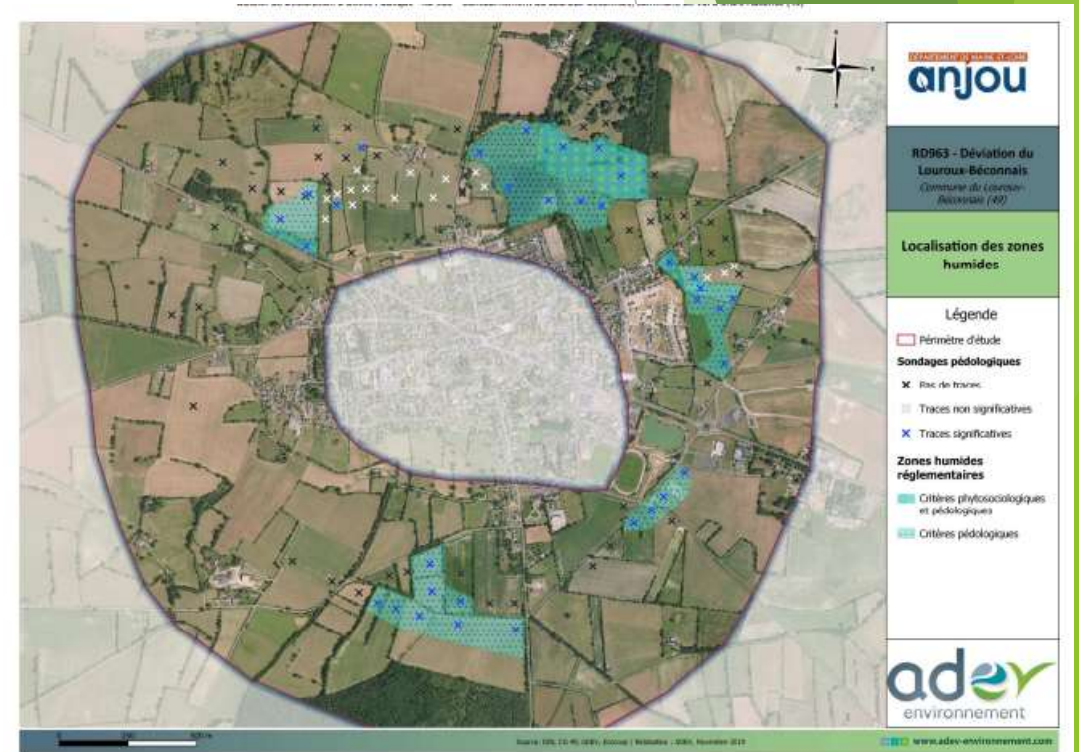 DÉPARTEMENT DE MAINE-ET-LOIRE
anjou
RD963 - Déviation du
Louroux-Béconnais
Commune du Louroux-
Béconnais (49)
Localisation des zones
humides
Légende
Périmètre d'étude
Sondages pédologiques
Pas de traces
Traces non significatives
Traces significatives
Zones humides
réglementaires
Critères phytosociologiques
et pédologiques
Critères pédologiques
adev
environnement
www.adev-environnement.com